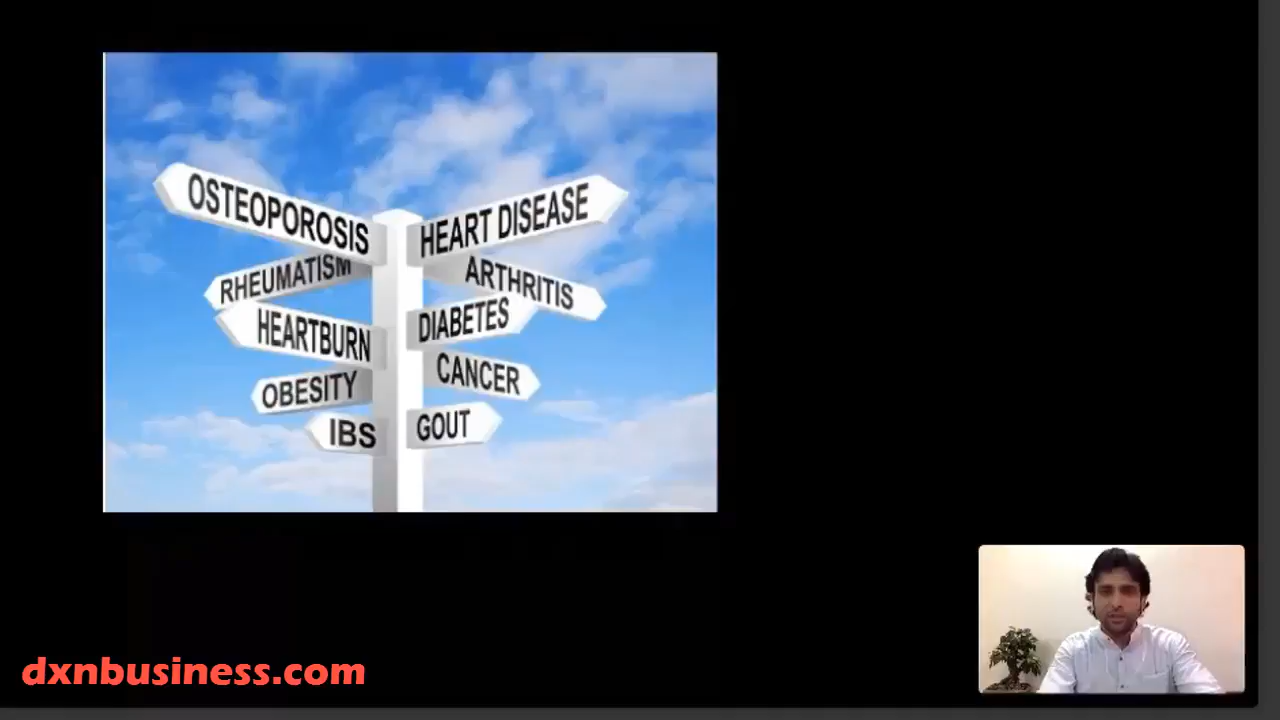 OSTEOPOROSIS
HEART DISEASE
RHEUMATISM
ARTHRITIS
HEARTBURN
DIABETES
OBESITY
CANCER
IBS
GOUT
dxnbusiness.com